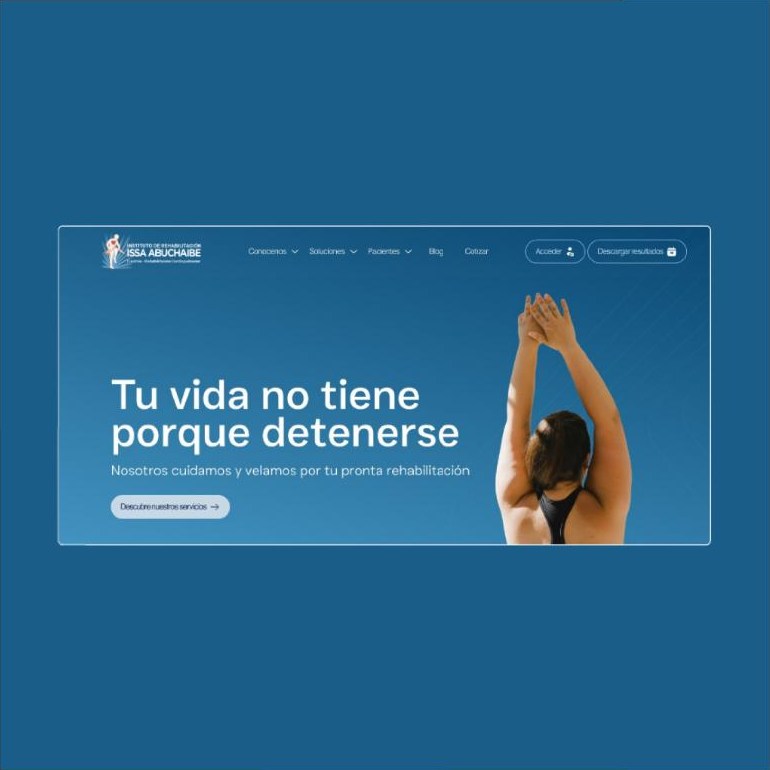 INSTITUTO DE REHABILITACIÓN
ISSA ABUCHAIBE
Conocenos
Soluciones
Pacientes
Blog
Cotizar
Acceder
Descargar resultados
Tu vida no tiene
porque detenerse
Nosotros cuidamos y velamos por tu pronta rehabilitación
Descubre nuestros servicios →